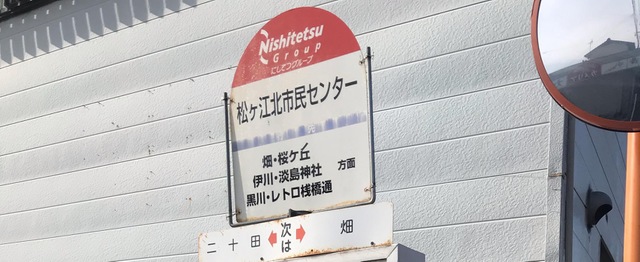 Nishitetsu
Group
にしてつグループ
松ヶ江北市民センター
畑・桜ケ丘
伊川・淡島神社 方面
黒川・レトロ桟橋通
二十田 次は 畑